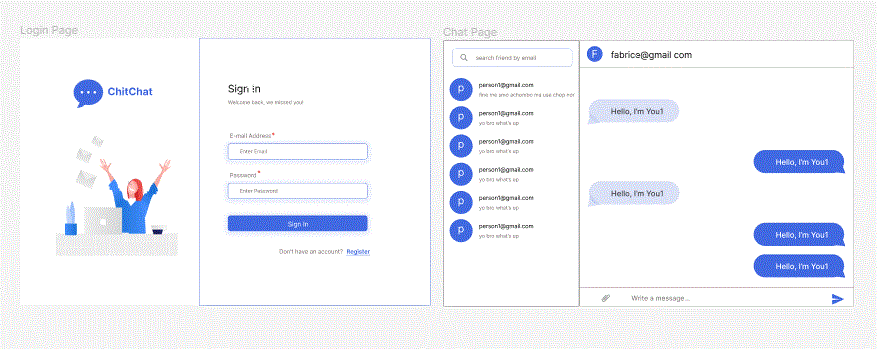 Login Page
ChitChat
Sign in
Welcome back, we missed you!
E-mail Address*
Enter Email
Password*
Enter Password
Sign In
Don't have an account? Register
Chat Page
search friend by email
P
person1@gmail.com
fine me and achombe me use chop nor
P
person1@gmail.com
yo bro what's up
P
person1@gmail.com
yo bro what's up
P
person1@gmail.com
yo bro what's up
P
person1@gmail.com
yo bro what's up
P
person1@gmail.com
yo bro what's up
F
fabrice@gmail com
Hello, I'm You1
Hello, I'm You1
Hello, I'm You1
Hello, I'm You1
Hello, I'm You1
Write a message...